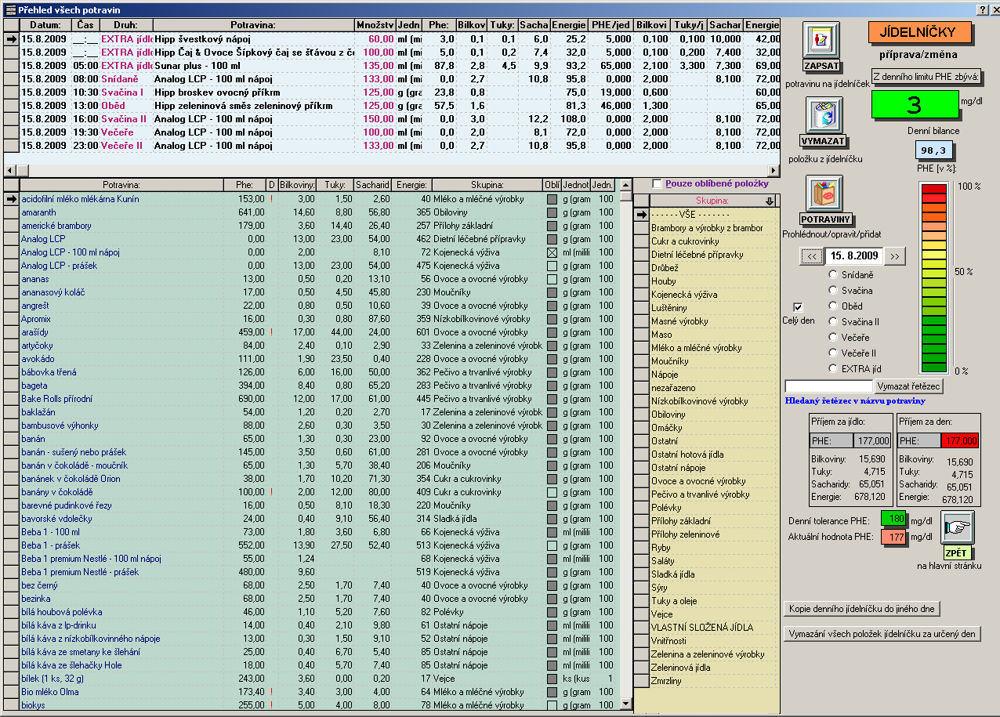 Přehled všech potravin
Datum: Čas Druh: Potravina: Množstv Jedn Phe: Bílkov Tuky: Sacha Energie PHE/jed Bílkovi Tuky/j Sachar Energie
15.8.2009 __:__ EXTRA jídlo Hipp švestkový nápoj 60,00 ml (mi 3,0 0,1 0,1 6,0 25,2 5,000 0,100 0,100 10,000 42,00
15.8.2009 __:__ EXTRA jídlo Hipp Čaj & Ovoce Šípkový čaj se šťávou z 100,00 ml (mi 5,0 0,1 0,2 7,4 32,0 5,000 0,100 0,200 7,400 32,00
15.8.2009 05:00 EXTRA jídlo Sunar plus - 100 ml 135,00 ml (mi 87,8 2,8 4,5 9,9 93,2 65,000 2,100 3,300 7,300 69,00
15.8.2009 08:00 Snídaně Analog LCP - 100 ml nápoj 133,00 ml (mi 0,0 2,7 10,8 95,8 0,000 2,000 8,100 72,00
15.8.2009 10:30 Svačina I Hipp broskev ovocný příkrm 125,00 g (gra 23,8 0,8 75,0 19,000 0,600 60,00
15.8.2009 13:00 Oběd Hipp zeleninová směs zeleninový příkrm 125,00 g (gra 57,5 1,6 81,3 46,000 1,300 65,00
15.8.2009 16:00 Svačina II Analog LCP - 100 ml nápoj 150,00 ml (mi 0,0 3,0 12,2 108,0 0,000 2,000 8,100 72,00
15.8.2009 19:30 Večeře Analog LCP - 100 ml nápoj 100,00 ml (mi 0,0 2,0 8,1 72,0 0,000 2,000 8,100 72,00
15.8.2009 23:00 Večeře II Analog LCP - 100 ml nápoj 133,00 ml (mi 0,0 2,7 10,8 95,8 0,000 2,000 8,100 72,00
Potravina: Phe: D Bílkoviny: Tuky: Sacharid Energie: Skupina: Oblí Jednot Jedn.
acidofilní mléko mlékárna Kunín 153,00 ! 3,00 1,50 2,60 40 Mléko a mléčné výrobky g (gram 100
amaranth 641,00 14,60 8,80 56,80 365 Obiloviny g (gram 100
americké brambory 179,00 3,60 14,40 26,40 257 Přílohy základní g (gram 100
Analog LCP 0,00 13,00 23,00 54,00 462 Dietní léčebné přípravky g (gram 100
Analog LCP - 100 ml nápoj 0,00 2,00 8,10 72 Kojenecká výživa ml (milili 100
Analog LCP - prášek 0,00 13,00 23,00 54,00 475 Kojenecká výživa g (gram 100
ananas 13,00 0,50 0,20 13,10 56 Ovoce a ovocné výrobky g (gram 100
ananasový koláč 17,00 0,50 4,50 45,80 230 Moučníky g (gram 100
angrešt 22,00 0,80 0,50 10,60 39 Ovoce a ovocné výrobky g (gram 100
Apromix 16,00 0,30 0,80 87,60 359 Nízkobílkovinové výrobky g (gram 100
arašídy 459,00 ! 17,00 44,00 24,00 601 Ovoce a ovocné výrobky g (gram 100
artyčoky 84,00 2,40 0,10 2,90 33 Zelenina a zeleninové výrobk g (gram 100
avokádo 111,00 1,90 23,50 0,40 228 Ovoce a ovocné výrobky g (gram 100
bábovka třená 126,00 6,00 16,00 50,00 362 Pečivo a trvanlivé výrobky g (gram 100
bageta 394,00 8,40 0,80 65,20 283 Pečivo a trvanlivé výrobky g (gram 100
Bake Rolls přírodní 690,00 12,00 17,00 61,00 445 Pečivo a trvanlivé výrobky g (gram 100
baklažán 54,00 1,20 0,20 2,70 17 Zelenina a zeleninové výrobk g (gram 100
bambusové výhonky 88,00 2,60 0,30 3,50 30 Zelenina a zeleninové výrobk g (gram 100
banán 65,00 1,30 0,30 23,00 92 Ovoce a ovocné výrobky g (gram 100
banán - sušený nebo prášek 145,00 3,50 0,60 61,00 281 Ovoce a ovocné výrobky g (gram 100
banán v čokoládě - moučník 65,00 1,30 5,70 38,40 206 Moučníky g (gram 100
banánek v čokoládě Orion 38,00 1,70 10,20 71,30 354 Cukr a cukrovinky g (gram 100
banány v čokoládě 100,00 ! 2,00 12,00 80,00 409 Cukr a cukrovinky g (gram 100
barevné pudinkové řezy 16,00 0,50 8,10 18,30 220 Moučníky g (gram 100
bavorské vdolečky 24,00 0,40 9,10 56,40 314 Sladká jídla g (gram 100
Beba 1 - 100 ml 73,00 1,80 3,60 6,80 66 Kojenecká výživa ml (milili 100
Beba 1 - prášek 552,00 13,90 27,50 52,40 513 Kojenecká výživa g (gram 100
Beba 1 premium Nestlé - 100 ml nápoj 55,00 1,24 68 Kojenecká výživa ml (milili 100
Beba 1 premium Nestlé - prášek 480,00 9,60 519 Kojenecká výživa g (gram 100
bez černý 68,00 2,50 1,70 7,40 40 Ovoce a ovocné výrobky g (gram 100
bezinka 68,00 2,50 1,70 7,40 40 Ovoce a ovocné výrobky g (gram 100
bílá houbová polévka 46,00 1,10 5,20 7,60 82 Polévky g (gram 100
bílá káva z lp-drinku 14,00 0,40 2,10 9,80 61 Ostatní nápoje ml (milili 100
bílá káva z nízkobílkovinného nápoje 13,00 0,30 1,50 9,10 52 Ostatní nápoje ml (milili 100
bílá káva ze smetany ke šlehání 25,00 0,40 6,70 5,40 85 Ostatní nápoje ml (milili 100
bílá káva ze šlehačky Hole 18,00 0,40 5,70 7,40 85 Ostatní nápoje ml (milili 100
bílek (1 ks, 32 g) 243,00 3,60 0,00 0,20 17 Vejce ks (kus 1
Bio mléko Olma 173,40 ! 3,40 3,00 4,00 64 Mléko a mléčné výrobky g (gram 100
biokys 255,00 ! 5,00 4,00 8,00 78 Mléko a mléčné výrobky g (gram 100
Pouze oblíbené položky
Skupina:
- - - - - - VŠE - - - - - - -
Brambory a výrobky z brambor
Cukr a cukrovinky
Dietní léčebné přípravky
Drůbež
Houby
Kojenecká výživa
Luštěniny
Masné výrobky
Maso
Mléko a mléčné výrobky
Moučníky
Nápoje
nezařazeno
Nízkobílkovinové výrobky
Obiloviny
Omáčky
Ostatní
Ostatní hotová jídla
Ostatní nápoje
Ovoce a ovocné výrobky
Pečivo a trvanlivé výrobky
Polévky
Přílohy základní
Přílohy zeleninové
Ryby
Saláty
Sladká jídla
Sýry
Tuky a oleje
Vejce
VLASTNÍ SLOŽENÁ JÍDLA
Vnitřnosti
Zelenina a zeleninové výrobky
Zeleninová jídla
Zmrzliny
ZAPSAT
potravinu na jídelníček
VYMAZAT
položku z jídelníčku
POTRAVINY
Prohlédnout/opravit/přidat
JÍDELNÍČKY
příprava/změna
Z denního limitu PHE zbývá:
3 mg/dl
Denní bilance
98,3
PHE [v %]:
100 %
50 %
0 %
<< 15. 8.2009 >>
Snídaně
Svačina
Oběd
Svačina II
Večeře
Večeře II
EXTRA jíd
Celý den
Vymazat řetězec
Hledaný řetězec v názvu potraviny
Příjem za jídlo:
PHE: 177,000
Bílkoviny: 15,690
Tuky: 4,715
Sacharidy: 65,051
Energie: 678,120
Příjem za den:
PHE: 177,000
Bílkoviny: 15,690
Tuky: 4,715
Sacharidy: 65,051
Energie: 678,120
Denní tolerance PHE: 180 mg/dl
Aktuální hodnota PHE: 177 mg/dl
ZPĚT
na hlavní stránku
Kopie denního jídelníčku do jiného dne
Vymazání všech položek jídelníčku za určený den